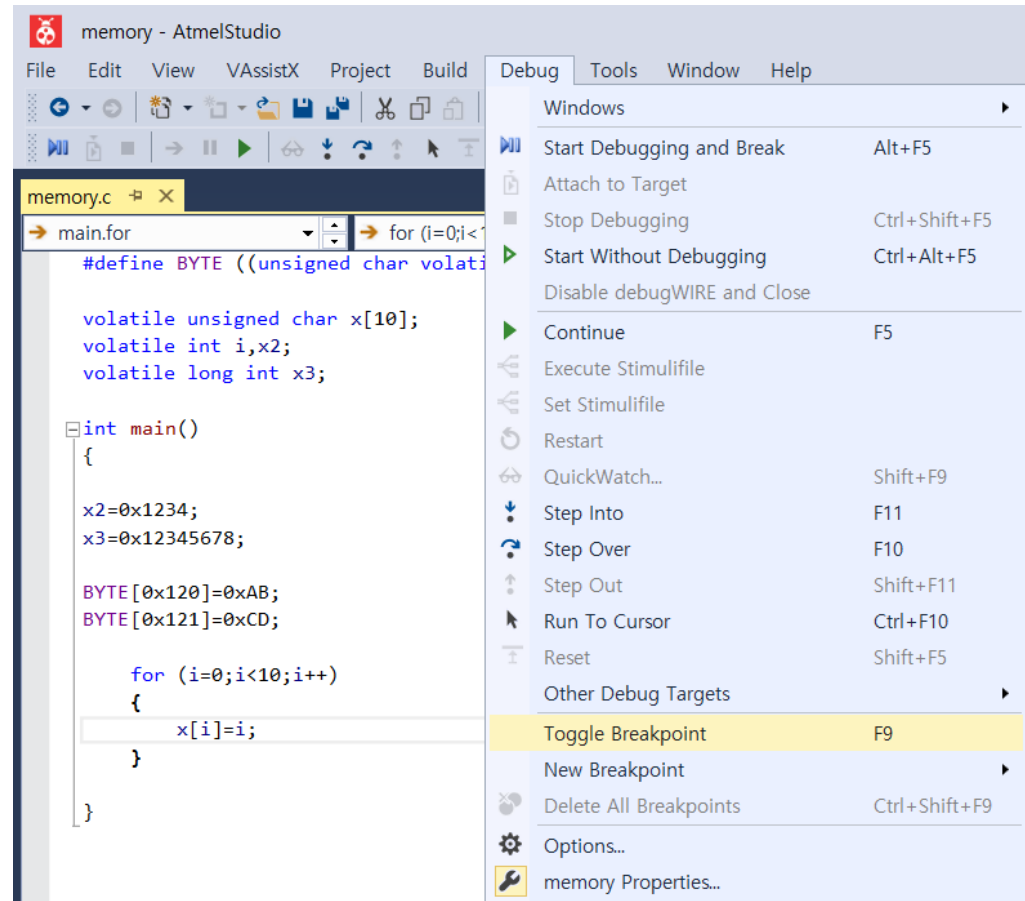 memory - AtmelStudio
File Edit View VAssistX Project Build Debug Tools Window Help
memory.c
main.for
for (i=0;i<
#define BYTE ((unsigned char volati
volatile unsigned char x[10];
volatile int i,x2;
volatile long int x3;
int main()
{
x2=0x1234;
x3=0x12345678;
BYTE[0x120]=0xAB;
BYTE[0x121]=0xCD;
for (i=0;i<10;i++)
{
x[i]=i;
}
}
Windows
Start Debugging and Break Alt+F5
Attach to Target
Stop Debugging Ctrl+Shift+F5
Start Without Debugging Ctrl+Alt+F5
Disable debugWIRE and Close
Continue F5
Execute Stimulifile
Set Stimulifile
Restart
QuickWatch... Shift+F9
Step Into F11
Step Over F10
Step Out Shift+F11
Run To Cursor Ctrl+F10
Reset Shift+F5
Other Debug Targets
Toggle Breakpoint F9
New Breakpoint
Delete All Breakpoints Ctrl+Shift+F9
Options...
memory Properties...